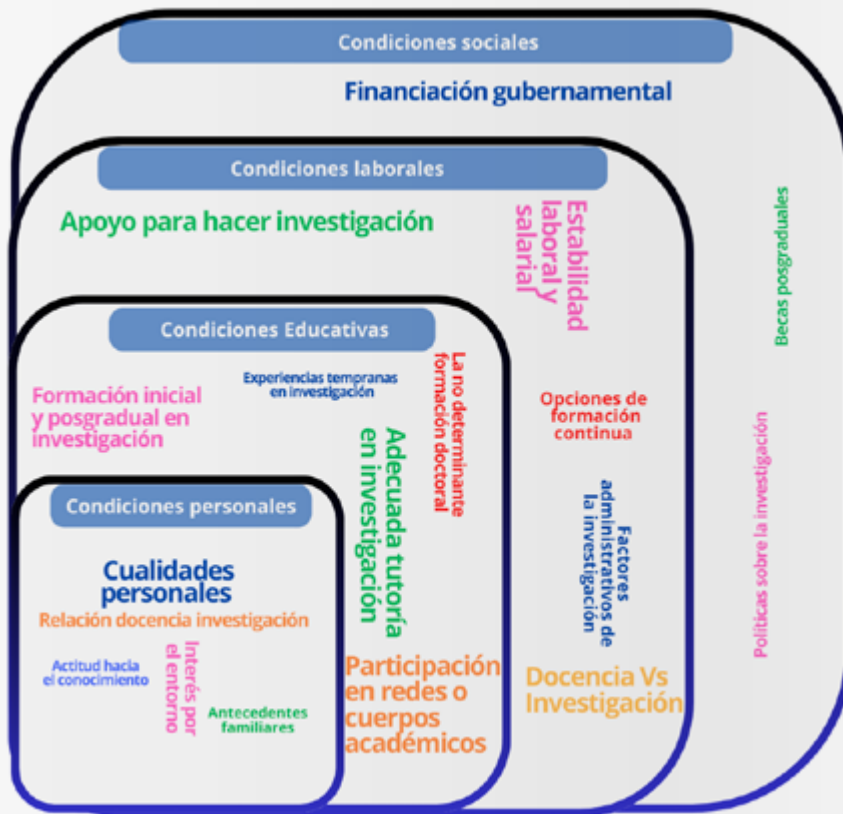 Condiciones sociales
Financiación gubernamental
Condiciones laborales
Apoyo para hacer investigación
Estabilidad
laboral y
salarial
Becas posgraduales
Condiciones Educativas
Experiencias tempranas
en investigación
La no determinante
formación doctoral
Formación inicial
y posgradual en
investigación
Opciones de
formación
continua
Adecuada tutoría
en investigación
Políticas sobre la investigación
Factores
administrativos de
la investigación
Condiciones personales
Cualidades
personales
Relación docencia investigación
Actitud hacia
el conocimiento
Interés por
el entorno
Antecedentes
familiares
Participación
en redes o
cuerpos
académicos
Docencia Vs
Investigación